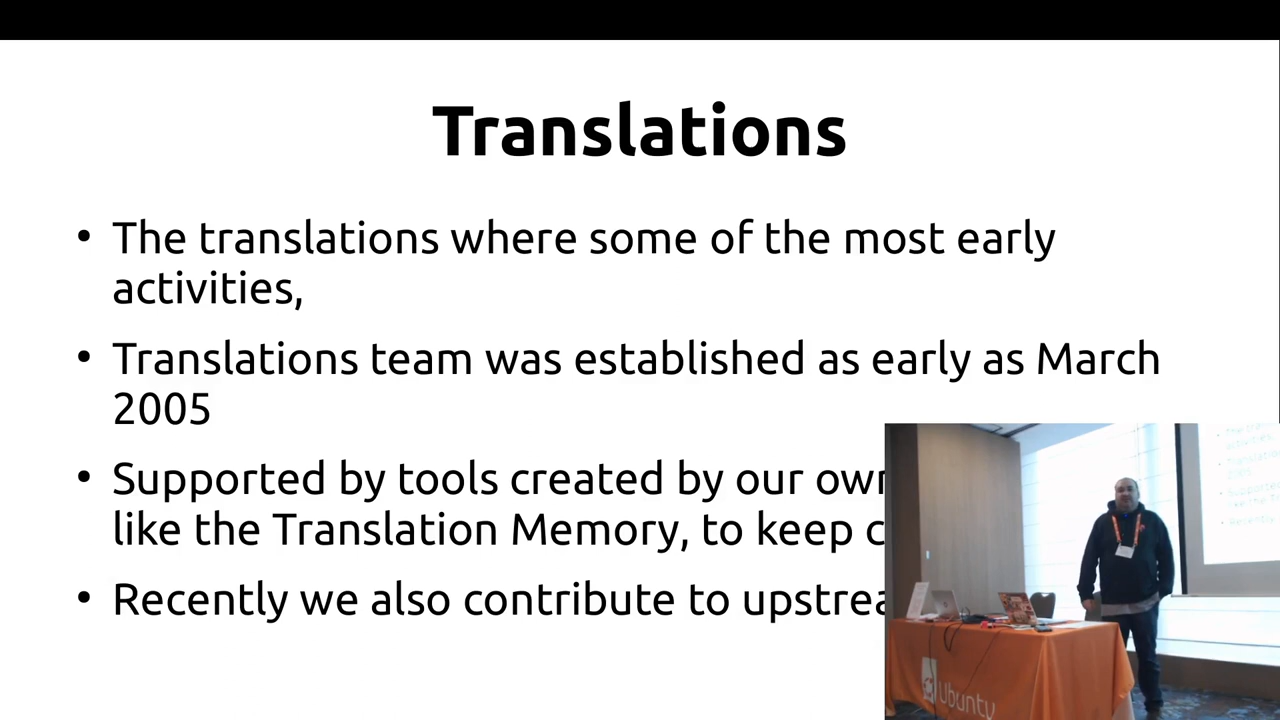 Translations
• The translations where some of the most early
activities,
• Translations team was established as early as March
2005
• Supported by tools created by our own
like the Translation Memory, to keep c
• Recently we also contribute to upstrea
Ubuntu